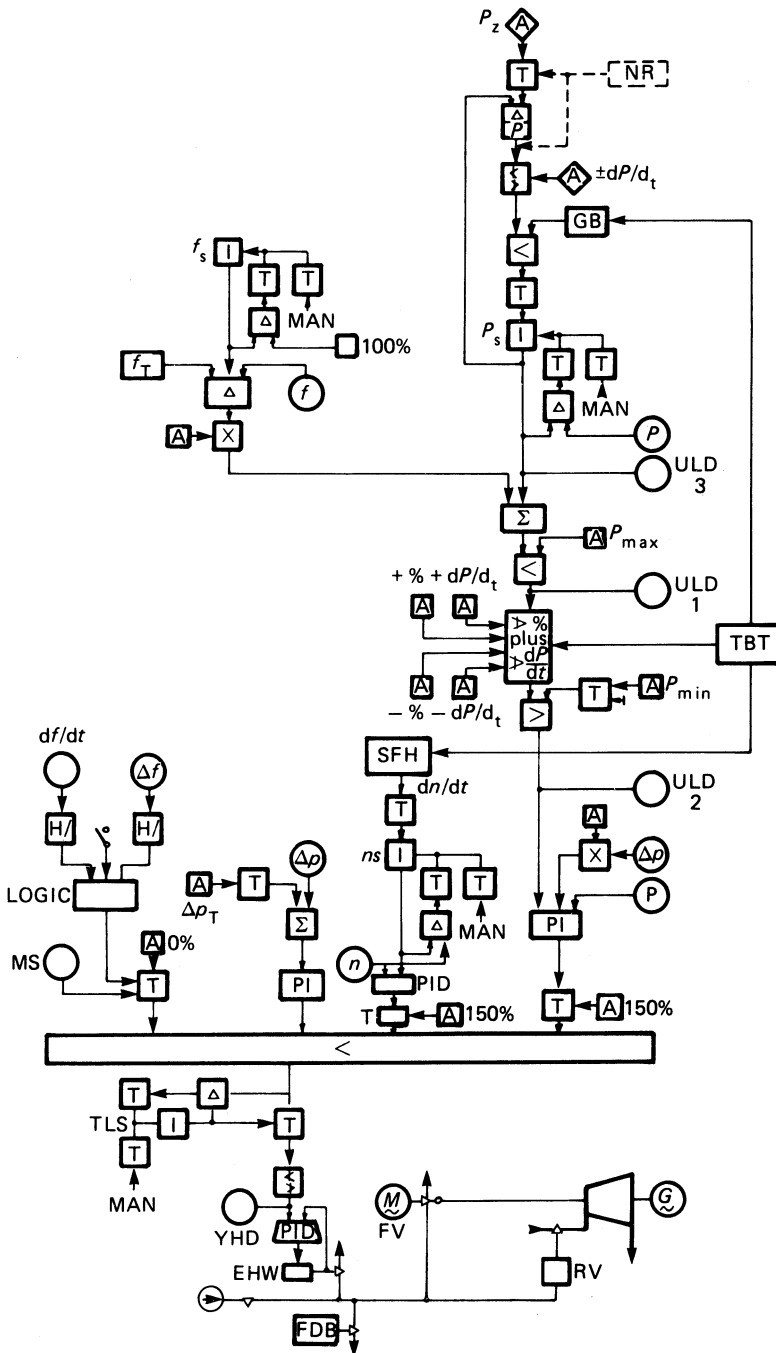 P_z A
T NR
Δ
P
A ±dP/d_t
GB
f_s I <
T T T
MAN
Δ P_s I
100% T T
f_T MAN
Δ f Δ
A X P
ULD
3
Σ
A P_max
<
+ % + dP/d_t ULD
1
A A ∢ %
plus TBT
∢ dP
dt
A A A P_min
− % − dP/d_t T
>
df/dt SFH
Δf dn/dt ULD
2
T
H/ H/ A
ns I X Δp
LOGIC A T Δp T T
Δp_T P
Δ MAN
Σ PI
MS A 0% n
T PI PID
T A 150% T A 150%
<
T Δ
TLS I T
T
MAN
M G
FV
YHD PID
EHW RV
FDB